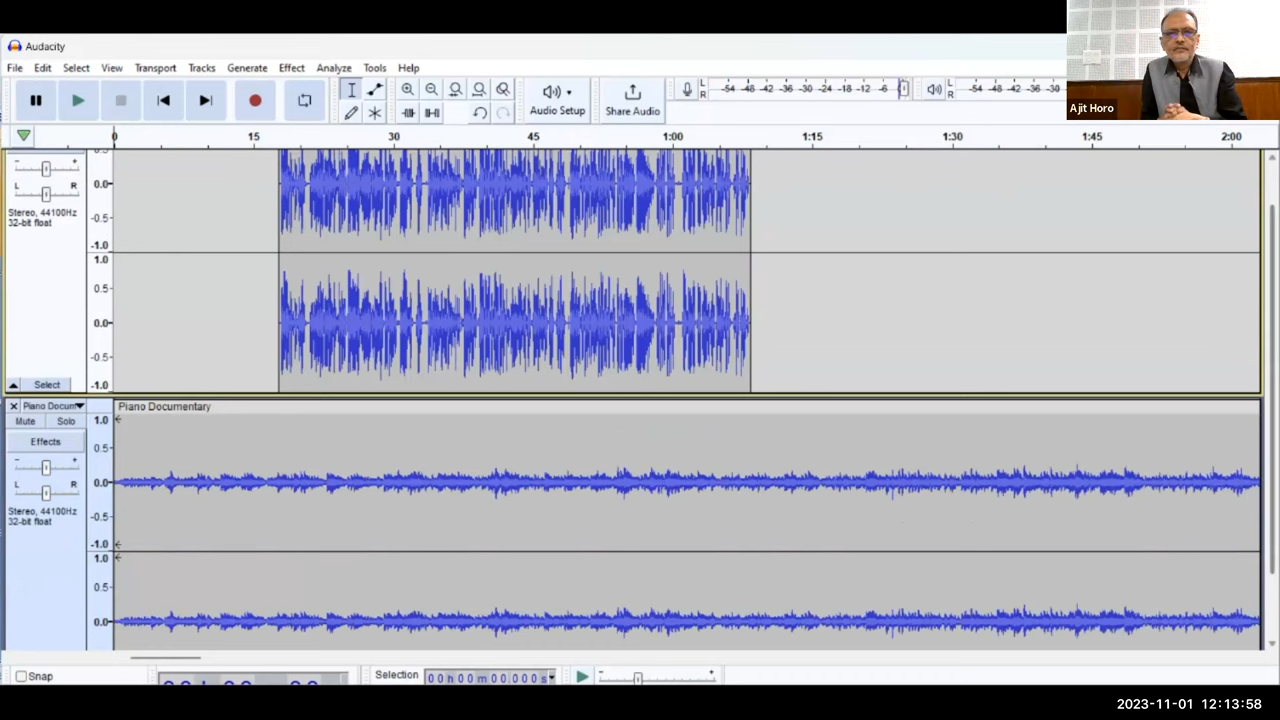 Audacity
File Edit Select View Transport Tracks Generate Effect Analyze Tools Help
Audio Setup
Share Audio
L
R
-54 -48 -42 -36 -30 -24 -18 -12 -6
L
R
-54 -48 -42 -36 -30
Ajit Horo
0 15 30 45 1:00 1:15 1:30 1:45 2:00
- +
L R
Stereo, 44100Hz
32-bit float
0.0
-0.5
-1.0
1.0
0.5
0.0
-0.5
-1.0
Select
Piano Docum
Piano Documentary
Mute Solo
Effects
- +
L R
Stereo, 44100Hz
32-bit float
1.0
0.5
0.0
-0.5
-1.0
1.0
0.5
0.0
Snap
Selection
00h00m00.000s
- +
2023-11-01 12:13:58